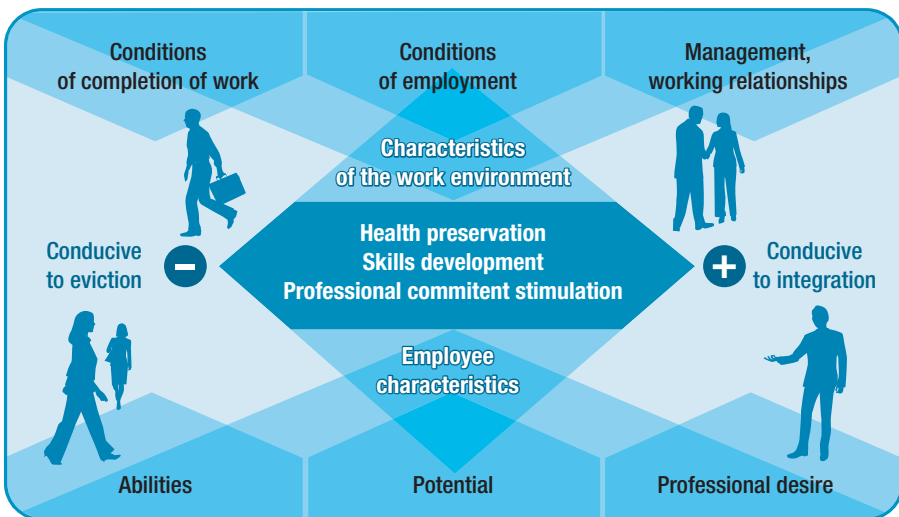 Conditions
of completion of work
Conditions
of employment
Management,
working relationships
Characteristics
of the work environment
Health preservation
Skills development
Professional commitent stimulation
Conducive
to eviction
−
+
Conducive
to integration
Employee
characteristics
Abilities
Potential
Professional desire